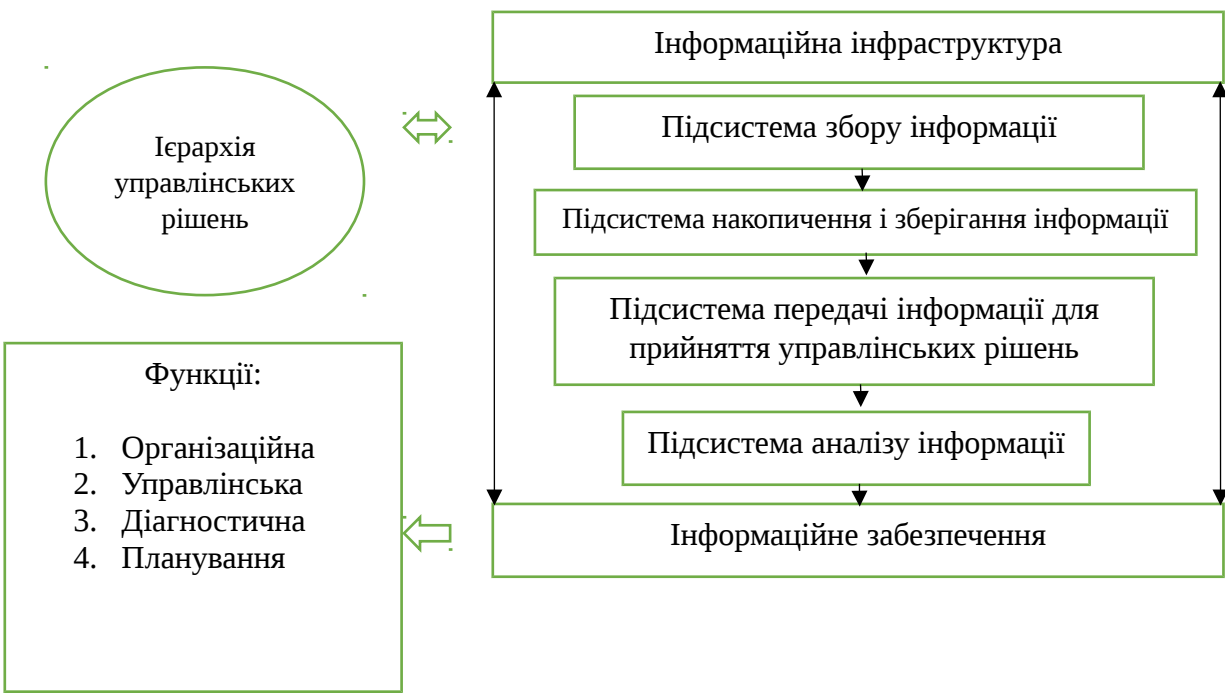 Інформаційна інфраструктура
Ієрархія
управлінських
рішень
Підсистема збору інформації
Підсистема накопичення і зберігання інформації
Підсистема передачі інформації для
прийняття управлінських рішень
Підсистема аналізу інформації
Інформаційне забезпечення
Функції:
1. Організаційна
2. Управлінська
3. Діагностична
4. Планування